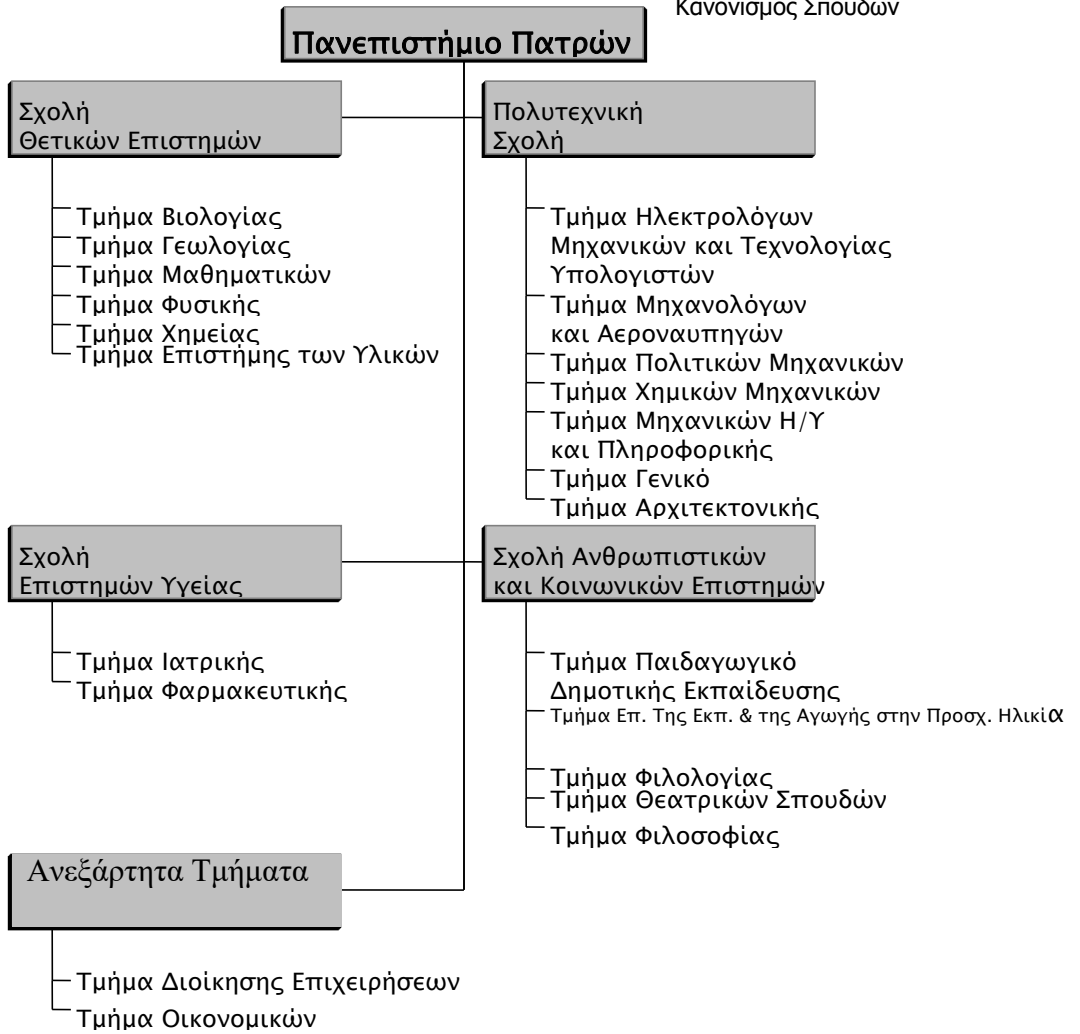 Κανονισμός Σπουδών
Πανεπιστήμιο Πατρών
Σχολή
Θετικών Επιστημών
Τμήμα Βιολογίας
Τμήμα Γεωλογίας
Τμήμα Μαθηματικών
Τμήμα Φυσικής
Τμήμα Χημείας
Τμήμα Επιστήμης των Υλικών
Πολυτεχνική
Σχολή
Τμήμα Ηλεκτρολόγων
Μηχανικών και Τεχνολογίας
Υπολογιστών
Τμήμα Μηχανολόγων
και Αεροναυπηγών
Τμήμα Πολιτικών Μηχανικών
Τμήμα Χημικών Μηχανικών
Τμήμα Μηχανικών Η/Υ
και Πληροφορικής
Τμήμα Γενικό
Τμήμα Αρχιτεκτονικής
Σχολή
Επιστημών Υγείας
Τμήμα Ιατρικής
Τμήμα Φαρμακευτικής
Σχολή Ανθρωπιστικών
και Κοινωνικών Επιστημών
Τμήμα Παιδαγωγικό
Δημοτικής Εκπαίδευσης
Τμήμα Επ. Της Εκπ. & της Αγωγής στην Προσχ. Ηλικία
Τμήμα Φιλολογίας
Τμήμα Θεατρικών Σπουδών
Τμήμα Φιλοσοφίας
Ανεξάρτητα Τμήματα
Τμήμα Διοίκησης Επιχειρήσεων
Τμήμα Οικονομικών